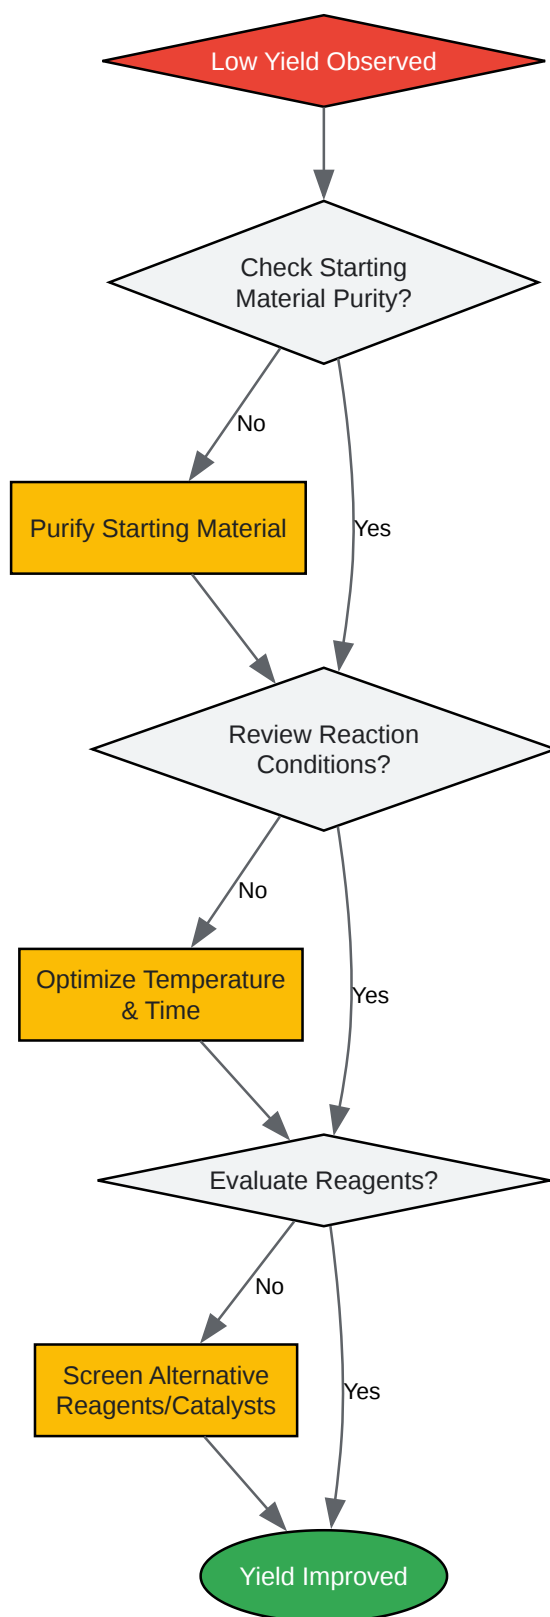 Low Yield Observed
Check Starting
Material Purity?
No
Purify Starting Material
Yes
Review Reaction
Conditions?
No
Optimize Temperature
& Time
Yes
Evaluate Reagents?
No
Screen Alternative
Reagents/Catalysts
Yes
Yield Improved